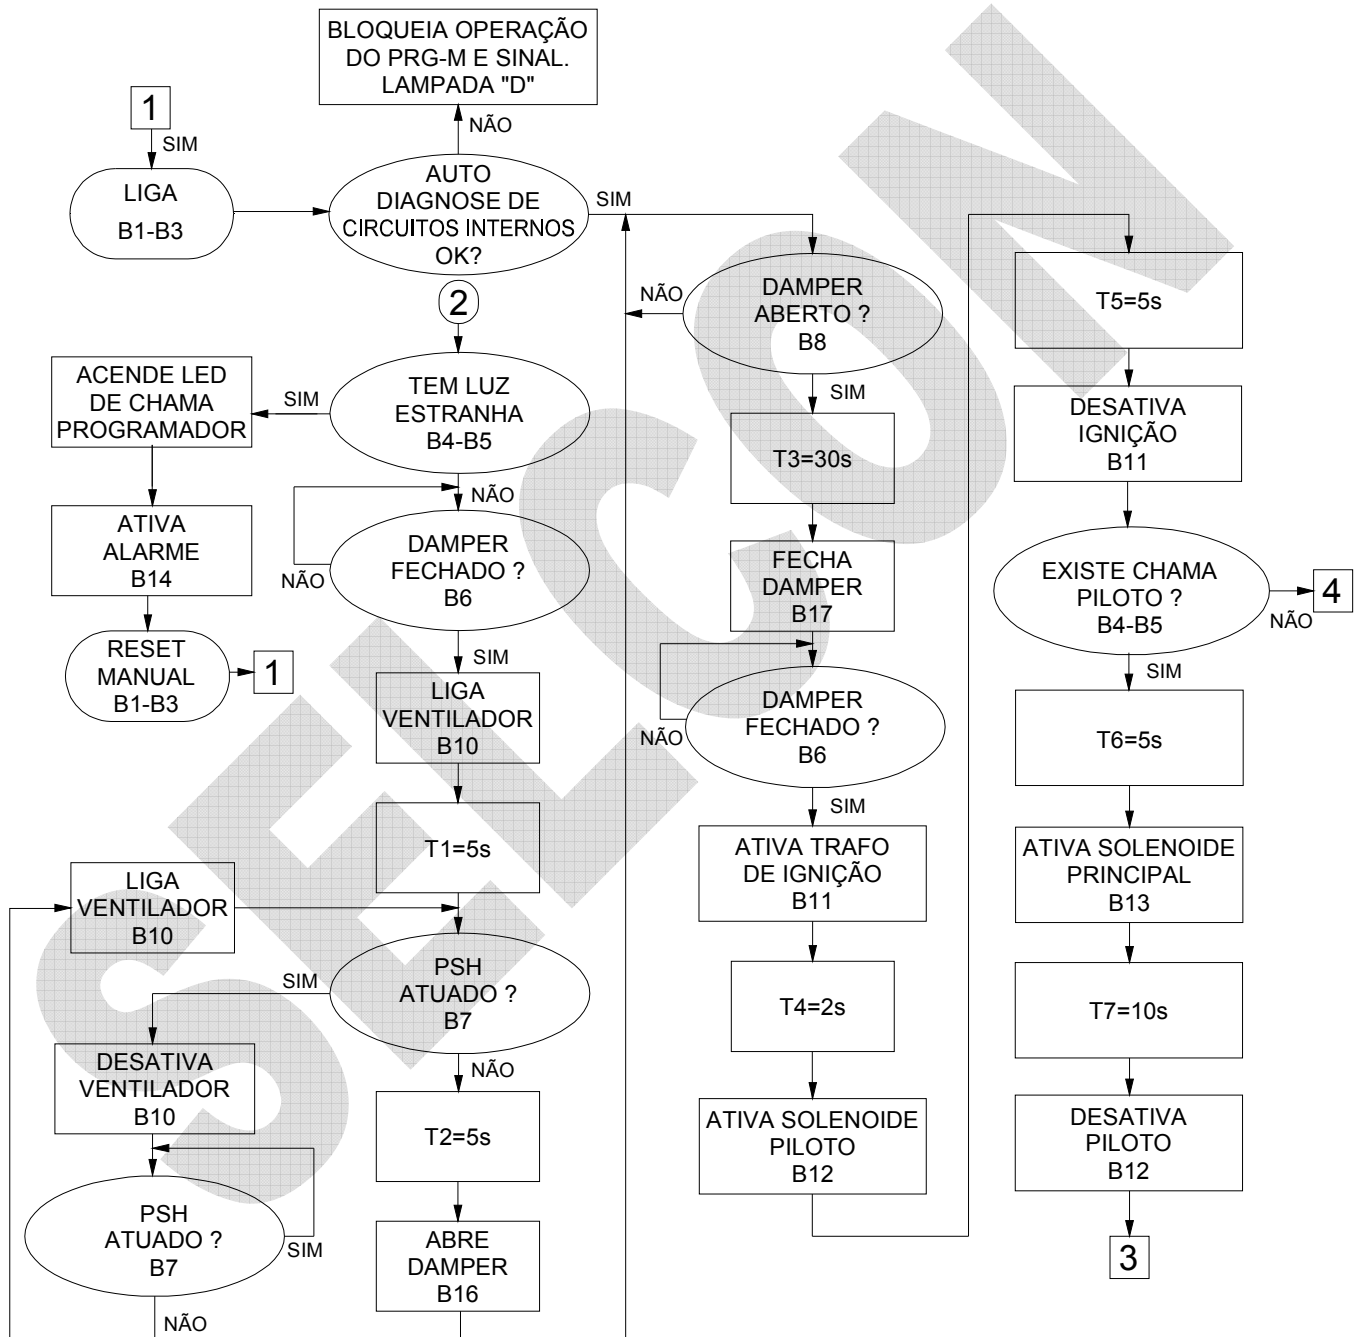 BLOQUEIA OPERAÇÃO
DO PRG-M E SINAL.
LAMPADA "D"
1
SIM
NÃO
LIGA
B1-B3
AUTO
DIAGNOSE DE
CIRCUITOS INTERNOS
OK?
SIM
2
TEM LUZ
ESTRANHA
B4-B5
SIM
ACENDE LED
DE CHAMA
PROGRAMADOR
NÃO
ATIVA
ALARME
B14
DAMPER
FECHADO ?
B6
NÃO
RESET
MANUAL
B1-B3
1
SIM
LIGA
VENTILADOR
B10
T1=5s
LIGA
VENTILADOR
B10
PSH
ATUADO ?
B7
SIM
NÃO
DESATIVA
VENTILADOR
B10
T2=5s
PSH
ATUADO ?
B7
SIM
NÃO
ABRE
DAMPER
B16
DAMPER
ABERTO ?
B8
NÃO
SIM
T3=30s
FECHA
DAMPER
B17
DAMPER
FECHADO ?
B6
NÃO
SIM
ATIVA TRAFO
DE IGNIÇÃO
B11
T4=2s
ATIVA SOLENOIDE
PILOTO
B12
T5=5s
DESATIVA
IGNIÇÃO
B11
EXISTE CHAMA
PILOTO ?
B4-B5
NÃO
4
SIM
T6=5s
ATIVA SOLENOIDE
PRINCIPAL
B13
T7=10s
DESATIVA
PILOTO
B12
3
SELCON